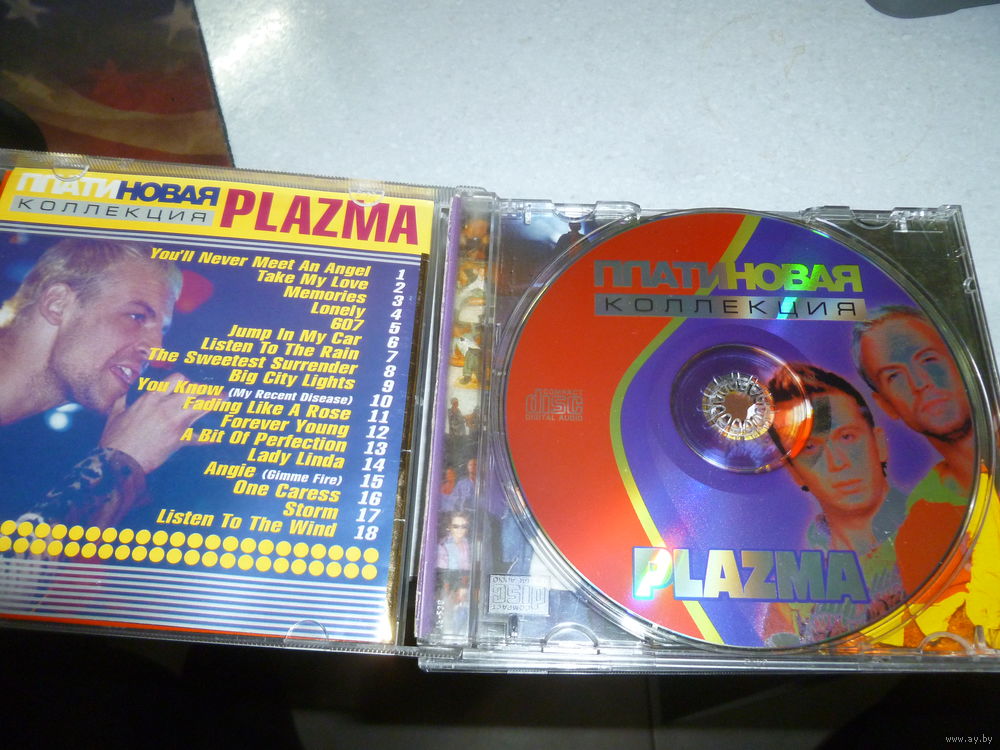 ПЛАТИНОВАЯ
КОЛЛЕКЦИЯ
PLAZMA
You'll Never Meet An Angel 1
Take My Love 2
Memories 3
Lonely 4
607 5
Jump In My Car 6
Listen To The Rain 7
The Sweetest Surrender 8
Big City Lights 9
You Know (My Recent Disease) 10
Fading Like A Rose 11
Forever Young 12
A Bit Of Perfection 13
Lady Linda 14
Angie (Gimme Fire) 15
One Caress 16
Storm 17
Listen To The Wind 18
ПЛАТИНОВАЯ
КОЛЛЕКЦИЯ
COMPACT
disc
DIGITAL AUDIO
PLAZMA
COMPACT
disc
DIGITAL AUDIO
www.ay.by